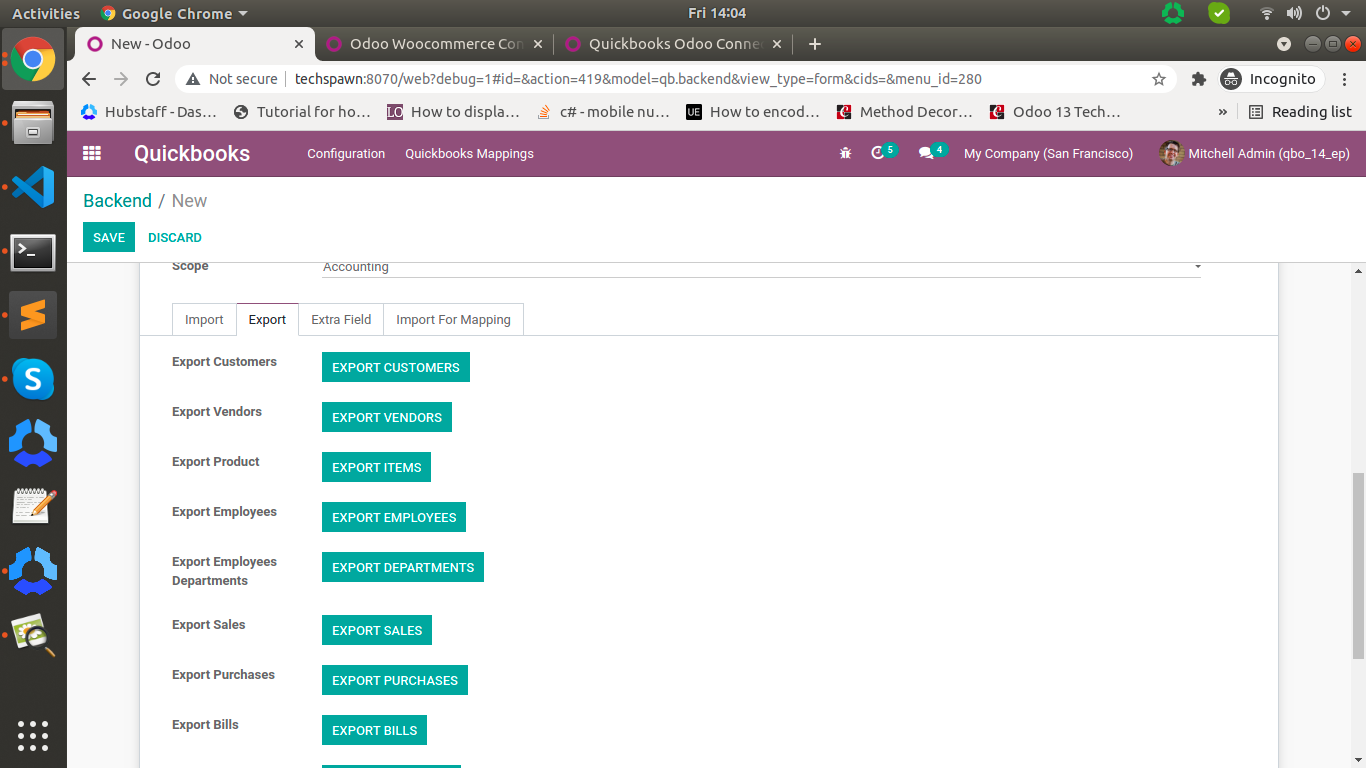 Activities Google Chrome Fri 14:04
New - Odoo Odoo Woocommerce Con Quickbooks Odoo Conne
Not secure techspawn:8070/web?debug=1#id=&action=419&model=qb.backend&view_type=form&cids=&menu_id=280 Incognito
Hubstaff - Das… Tutorial for ho… LO How to displa… c# - mobile nu… UE How to encod… Method Decor… Odoo 13 Tech… » Reading list
Quickbooks Configuration Quickbooks Mappings 5 4 My Company (San Francisco) Mitchell Admin (qbo_14_ep)
Backend / New
SAVE DISCARD
Scope Accounting
Import Export Extra Field Import For Mapping
Export Customers EXPORT CUSTOMERS
Export Vendors EXPORT VENDORS
Export Product EXPORT ITEMS
Export Employees EXPORT EMPLOYEES
Export Employees EXPORT DEPARTMENTS
Departments
Export Sales EXPORT SALES
Export Purchases EXPORT PURCHASES
Export Bills EXPORT BILLS